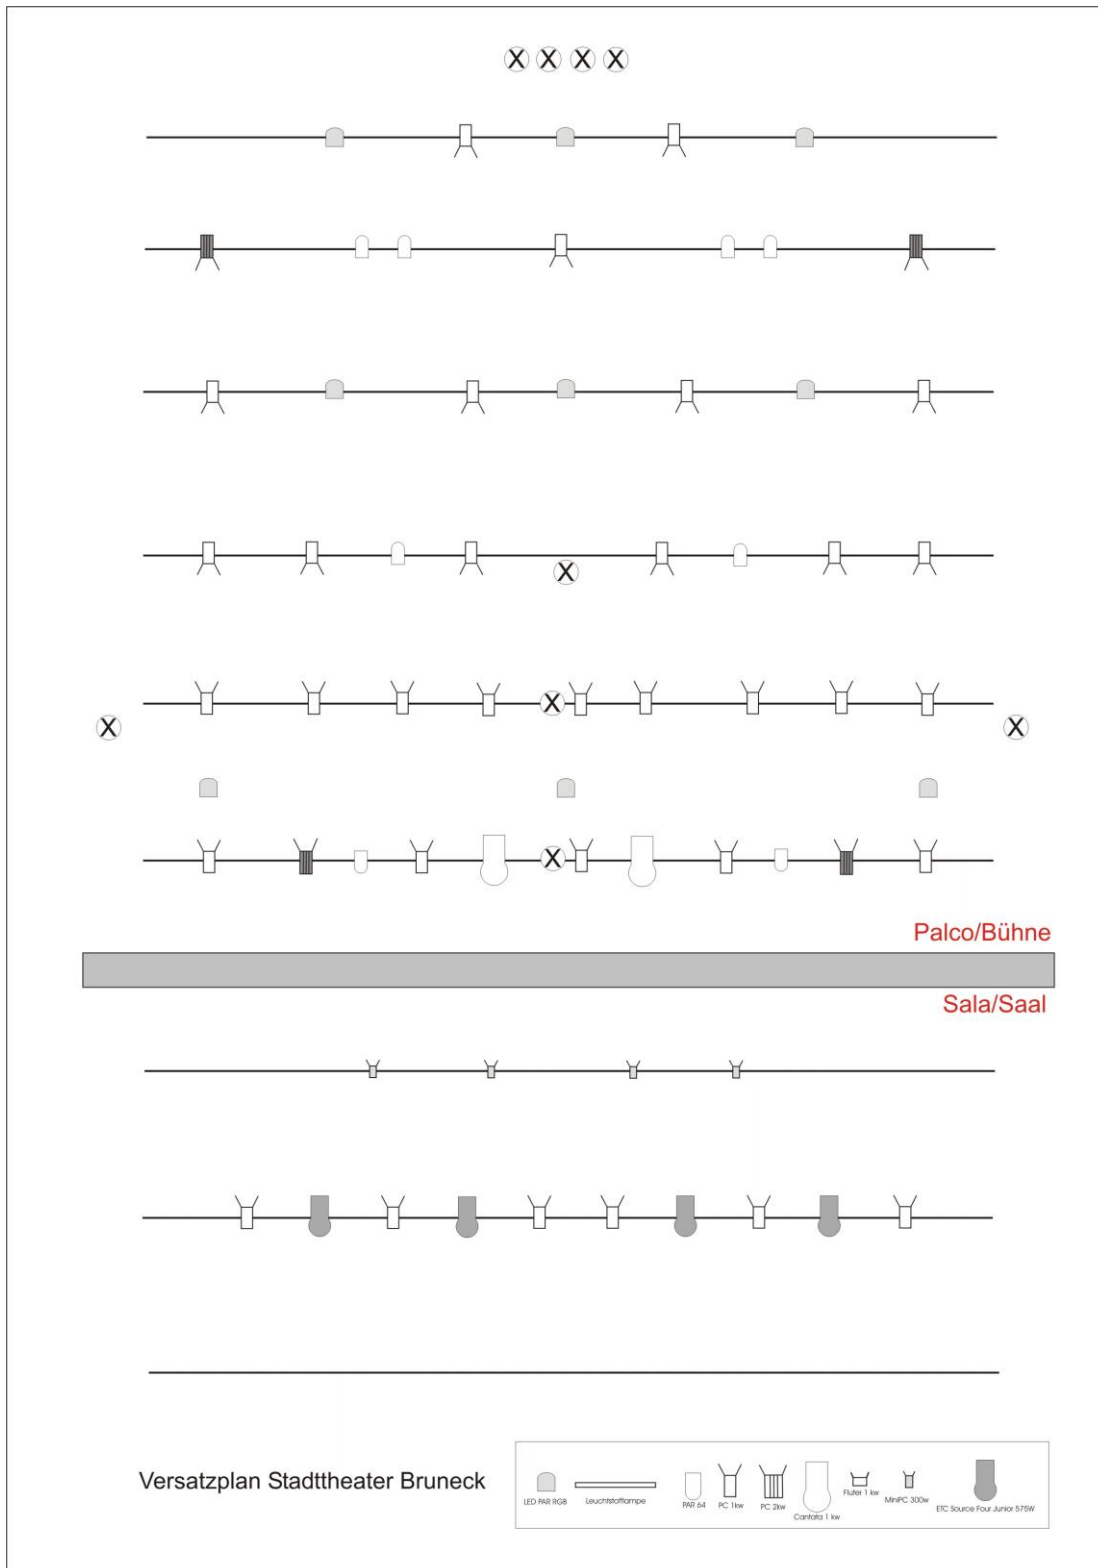 X X X X
X
X
X X
X
Palco/Bühne
Sala/Saal
Versatzplan Stadttheater Bruneck
LED PAR RGB
Leuchtstofflampe
PAR 64
PC 1kw
PC 2kw
Cantata 1 kw
Fluter 1 kw
MiniPC 300w
ETC Source Four Junior 575W